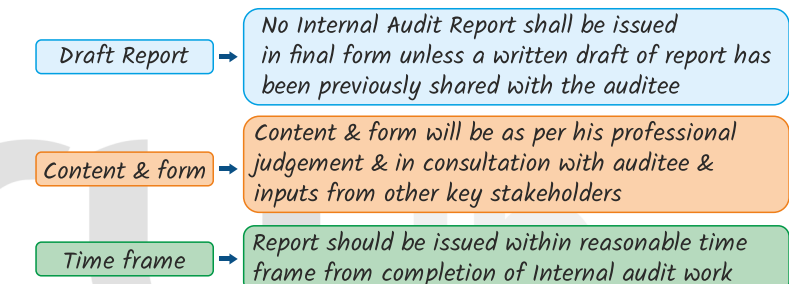 Draft Report
No Internal Audit Report shall be issued
in final form unless a written draft of report has
been previously shared with the auditee
Content & form
Content & form will be as per his professional
judgement & in consultation with auditee &
inputs from other key stakeholders
Time frame
Report should be issued within reasonable time
frame from completion of Internal audit work